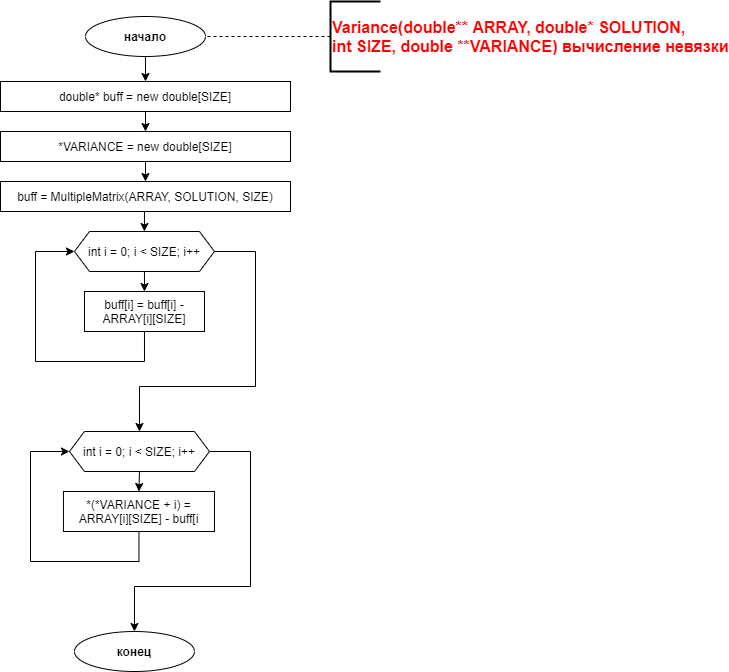 начало
Variance(double** ARRAY, double* SOLUTION,
int SIZE, double **VARIANCE) вычисление невязки
double* buff = new double[SIZE]
*VARIANCE = new double[SIZE]
buff = MultipleMatrix(ARRAY, SOLUTION, SIZE)
int i = 0; i < SIZE; i++
buff[i] = buff[i] -
ARRAY[i][SIZE]
int i = 0; i < SIZE; i++
*(*VARIANCE + i) =
ARRAY[i][SIZE] - buff[i
конец